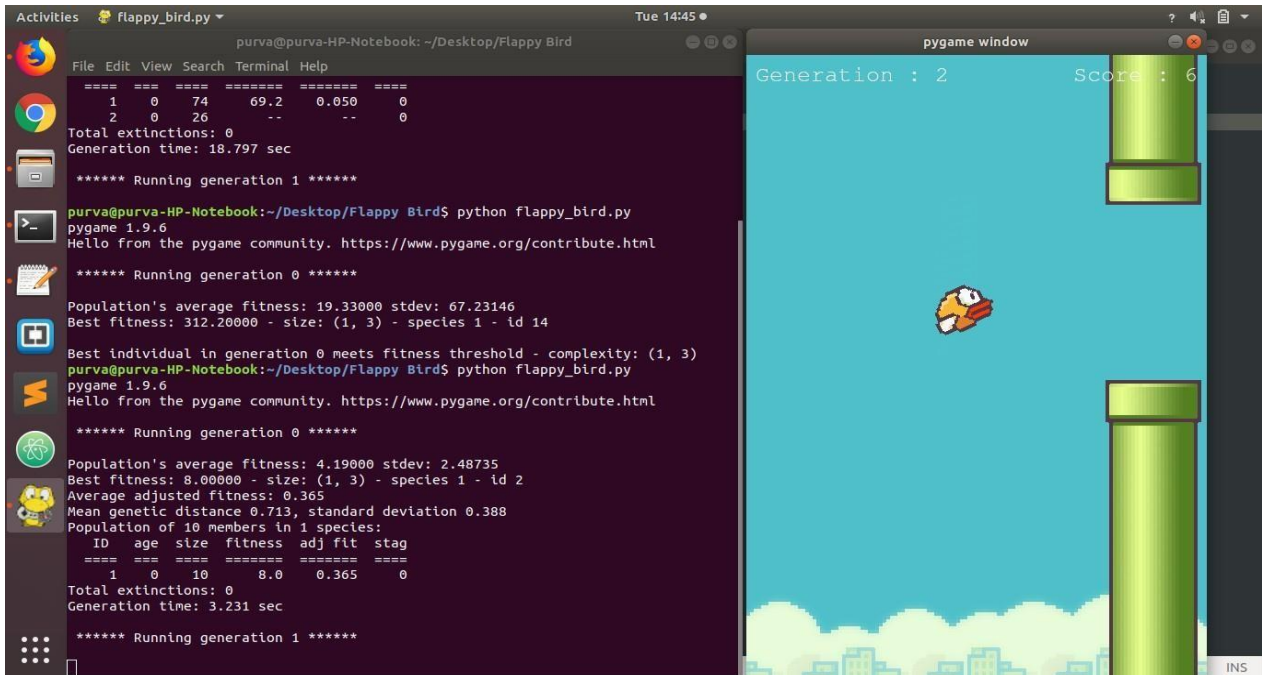 Activities flappy_bird.py Tue 14:45 ?
purva@purva-HP-Notebook: ~/Desktop/Flappy Bird
File Edit View Search Terminal Help
==== === ==== ======= ======= ====
1 0 74 69.2 0.050 0
2 0 26 -- -- 0
Total extinctions: 0
Generation time: 18.797 sec
****** Running generation 1 ******
purva@purva-HP-Notebook:~/Desktop/Flappy Bird$ python flappy_bird.py
pygame 1.9.6
Hello from the pygame community. https://www.pygame.org/contribute.html
****** Running generation 0 ******
Population's average fitness: 19.33000 stdev: 67.23146
Best fitness: 312.20000 - size: (1, 3) - species 1 - id 14
Best individual in generation 0 meets fitness threshold - complexity: (1, 3)
purva@purva-HP-Notebook:~/Desktop/Flappy Bird$ python flappy_bird.py
pygame 1.9.6
Hello from the pygame community. https://www.pygame.org/contribute.html
****** Running generation 0 ******
Population's average fitness: 4.19000 stdev: 2.48735
Best fitness: 8.00000 - size: (1, 3) - species 1 - id 2
Average adjusted fitness: 0.365
Mean genetic distance 0.713, standard deviation 0.388
Population of 10 members in 1 species:
ID age size fitness adj fit stag
==== === ==== ======= ======= ====
1 0 10 8.0 0.365 0
Total extinctions: 0
Generation time: 3.231 sec
****** Running generation 1 ******
pygame window
Generation : 2 Score : 6
INS